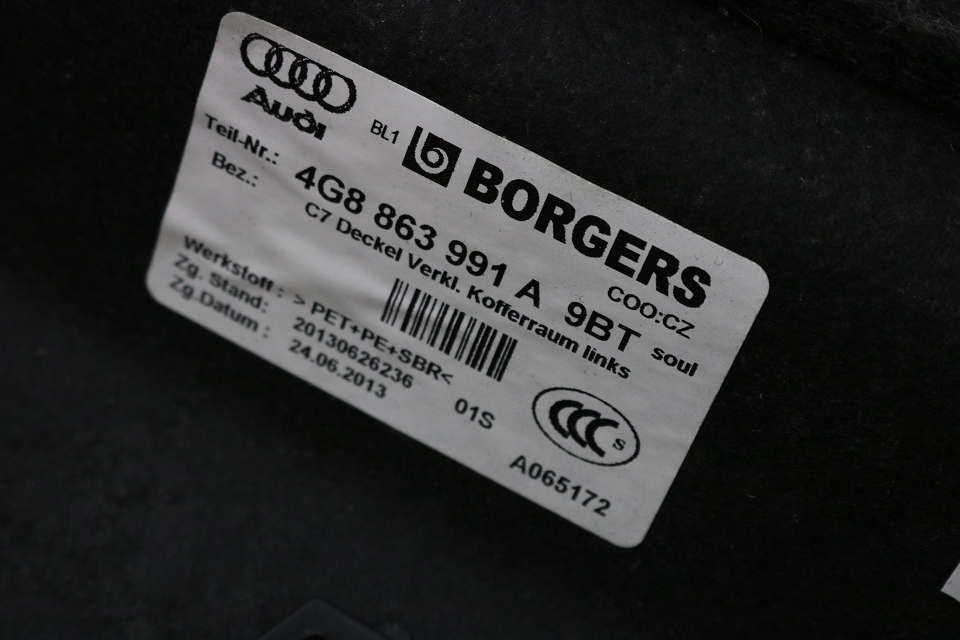 Audi
BL1 BORGERS
COO:CZ
Teil-Nr.: 4G8 863 991 A 9BT soul
Bez.: C7 Deckel Verkl. Kofferraum links
Werkstoff : > PET+PE+SBR<
Zg. Stand: 20130626236
Zg.Datum : 24.06.2013
01S
CCC S
A065172